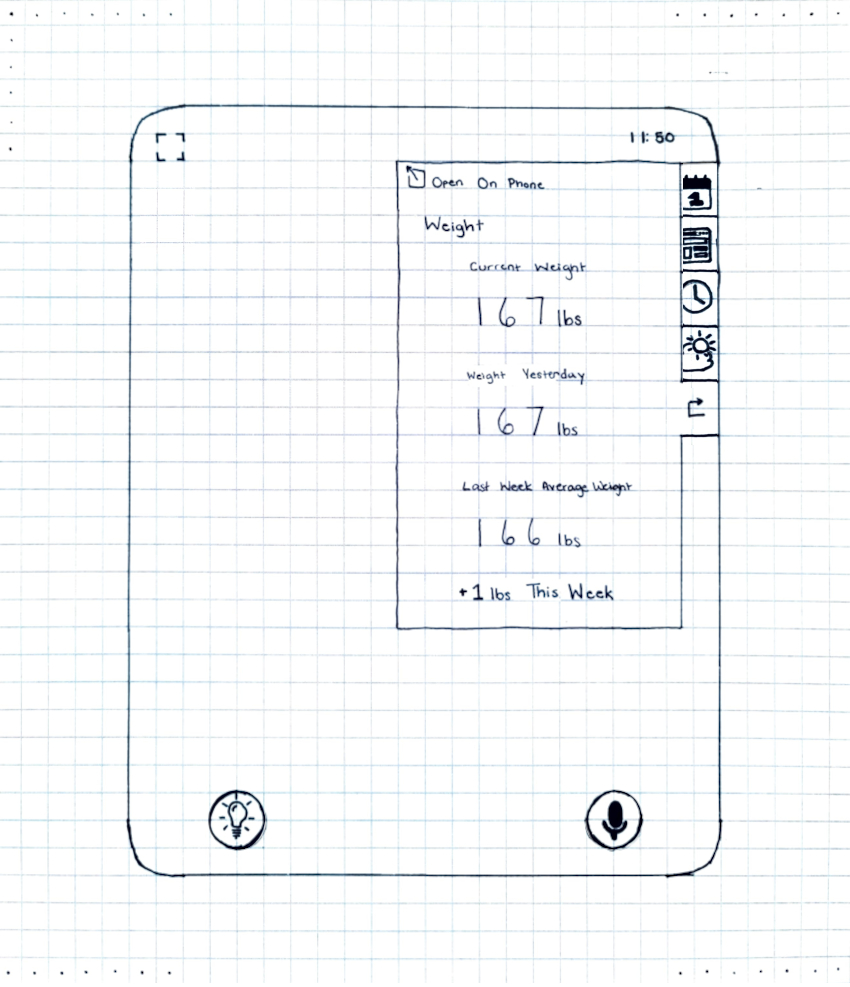 11:50
Open On Phone
Weight
Current Weight
167 lbs
Weight Yesterday
167 lbs
Last Week Average Weight
166 lbs
+1 lbs This Week